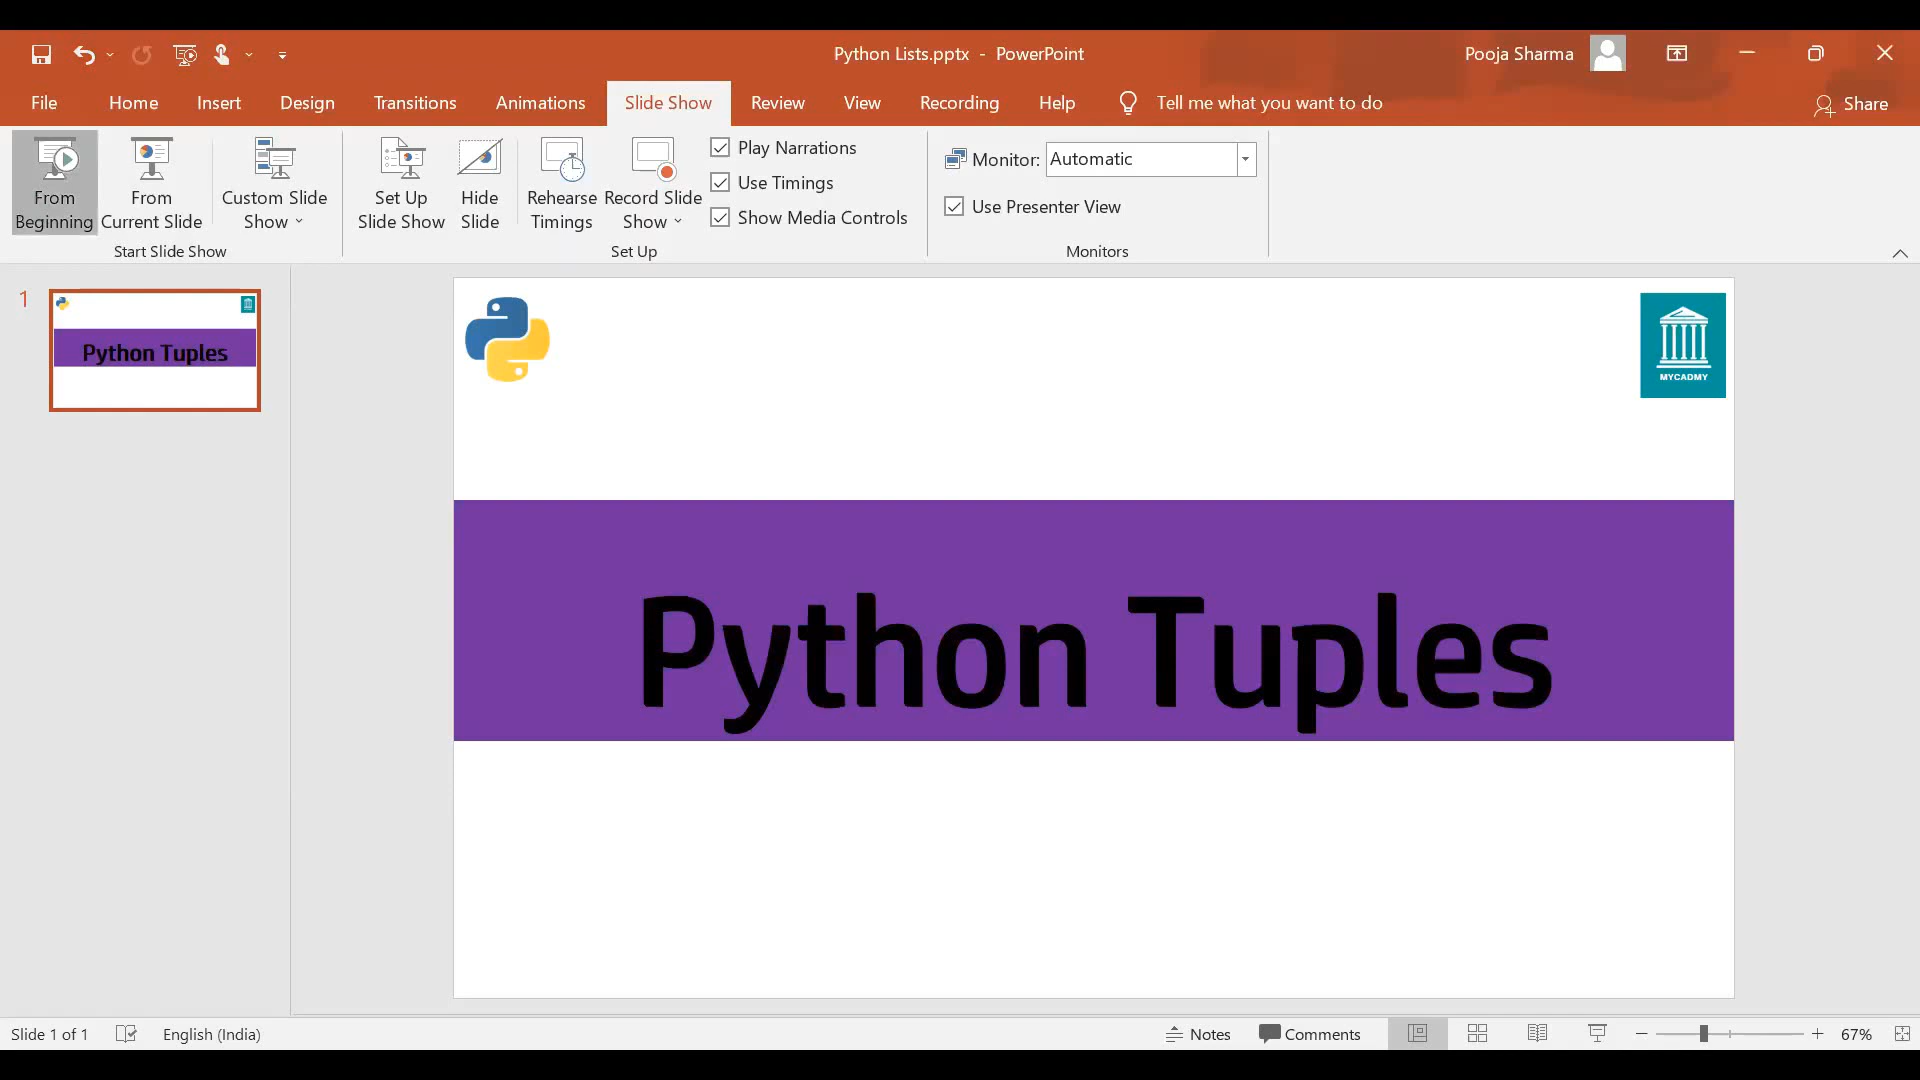 Python Lists.pptx - PowerPoint
Pooja Sharma
File
Home
Insert
Design
Transitions
Animations
Slide Show
Review
View
Recording
Help
Tell me what you want to do
Share
From
Beginning
From
Current Slide
Custom Slide
Show
Start Slide Show
Set Up
Slide Show
Hide
Slide
Rehearse
Timings
Record Slide
Show
Play Narrations
Use Timings
Show Media Controls
Set Up
Monitor:
Automatic
Use Presenter View
Monitors
1
Python Tuples
MYCADMY
Python Tuples
Slide 1 of 1
English (India)
Notes
Comments
67%